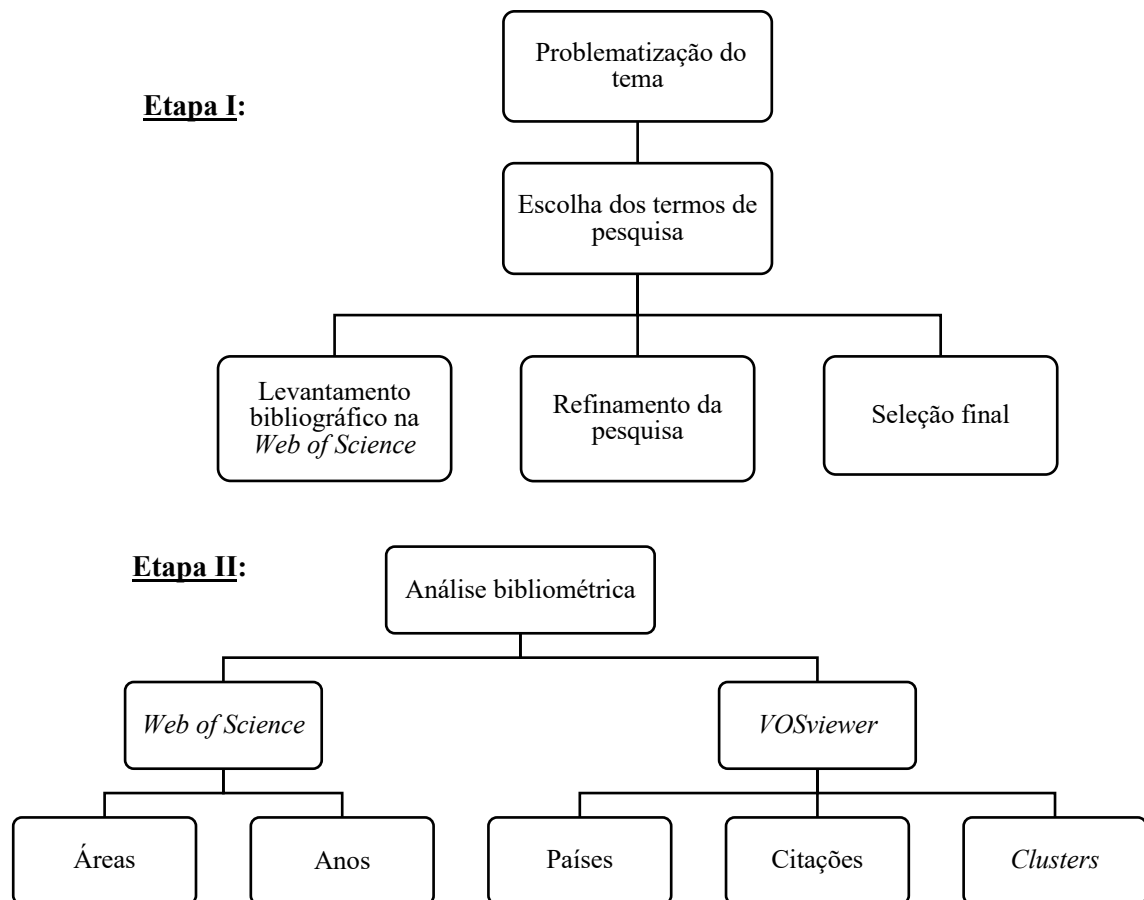 Problematização do
tema
Etapa I:
Escolha dos termos de
pesquisa
Levantamento
bibliográfico na
Web of Science
Refinamento da
pesquisa
Seleção final
Etapa II:
Análise bibliométrica
Web of Science
VOSviewer
Áreas
Anos
Países
Citações
Clusters